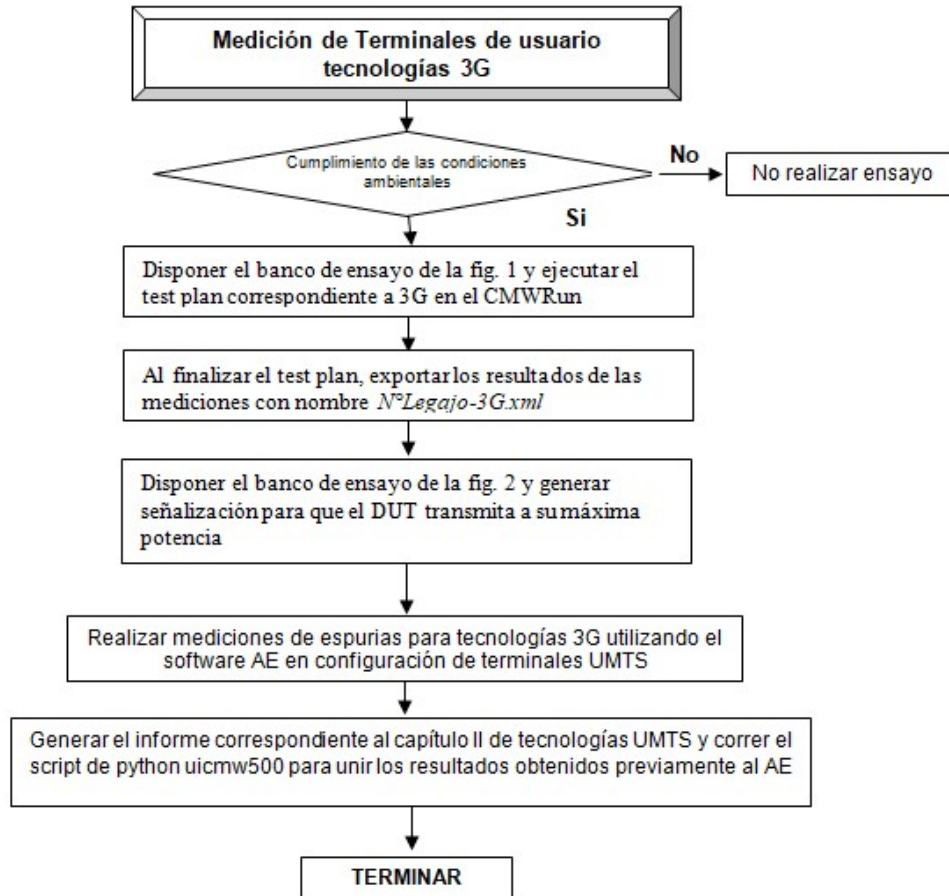 Medición de Terminales de usuario
tecnologías 3G
Cumplimiento de las condiciones
ambientales
No
No realizar ensayo
Si
Disponer el banco de ensayo de la fig. 1 y ejecutar el
test plan correspondiente a 3G en el CMWRun
Al finalizar el test plan, exportar los resultados de las
mediciones con nombre N°Legajo-3G.xml
Disponer el banco de ensayo de la fig. 2 y generar
señalización para que el DUT transmita a su máxima
potencia
Realizar mediciones de espurias para tecnologías 3G utilizando el
software AE en configuración de terminales UMTS
Generar el informe correspondiente al capítulo II de tecnologías UMTS y correr el
script de python uicmw500 para unir los resultados obtenidos previamente al AE
TERMINAR